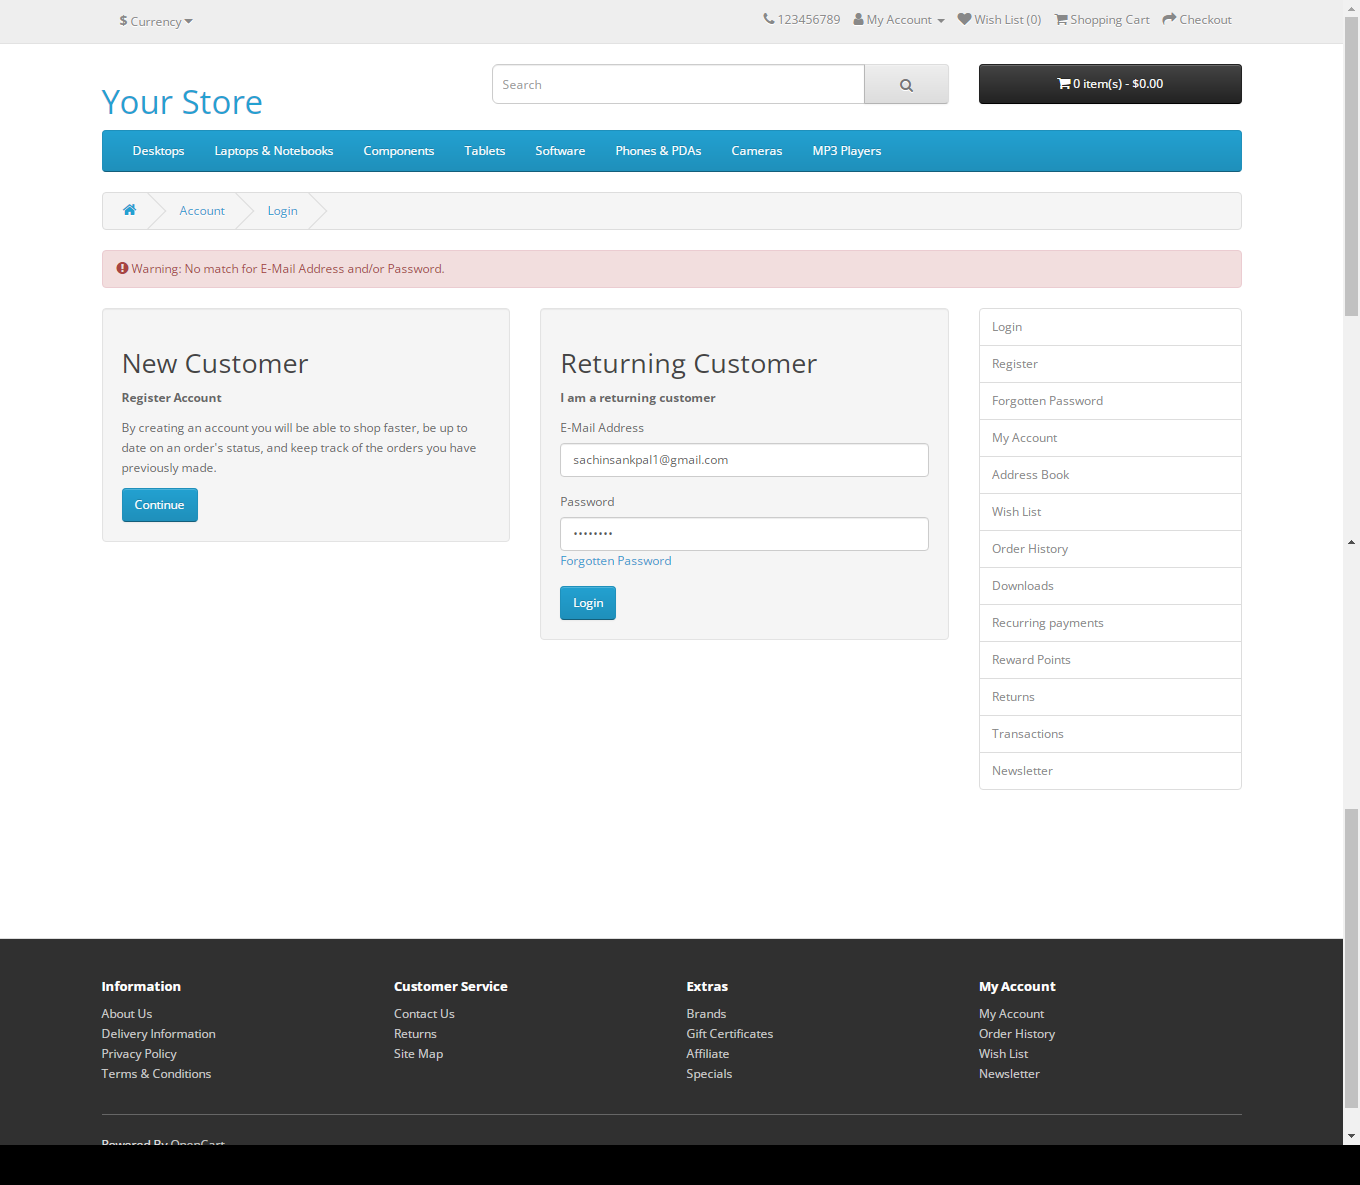 $ Currency
123456789 My Account Wish List (0) Shopping Cart Checkout
Your Store
Search
0 item(s) - $0.00
Desktops Laptops & Notebooks Components Tablets Software Phones & PDAs Cameras MP3 Players
Account Login
Warning: No match for E-Mail Address and/or Password.
New Customer
Register Account
By creating an account you will be able to shop faster, be up to
date on an order's status, and keep track of the orders you have
previously made.
Continue
Returning Customer
I am a returning customer
E-Mail Address
sachinsankpal1@gmail.com
Password
••••••••
Forgotten Password
Login
Login
Register
Forgotten Password
My Account
Address Book
Wish List
Order History
Downloads
Recurring payments
Reward Points
Returns
Transactions
Newsletter
Information
About Us
Delivery Information
Privacy Policy
Terms & Conditions
Customer Service
Contact Us
Returns
Site Map
Extras
Brands
Gift Certificates
Affiliate
Specials
My Account
My Account
Order History
Wish List
Newsletter
Powered By OpenCart